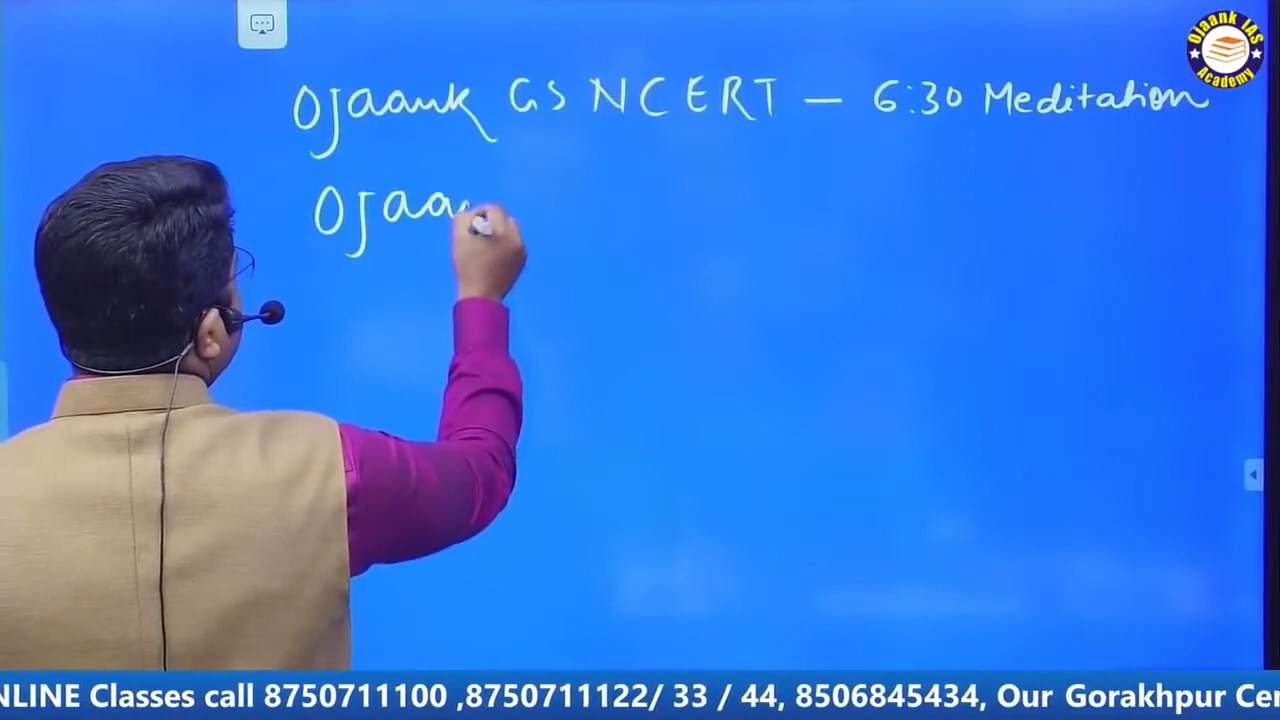 Ojaank IAS Academy
Ojaank GS NCERT — 6:30 Meditation
Ojaa
NLINE Classes call 8750711100 ,8750711122/ 33 / 44, 8506845434, Our Gorakhpur Cen